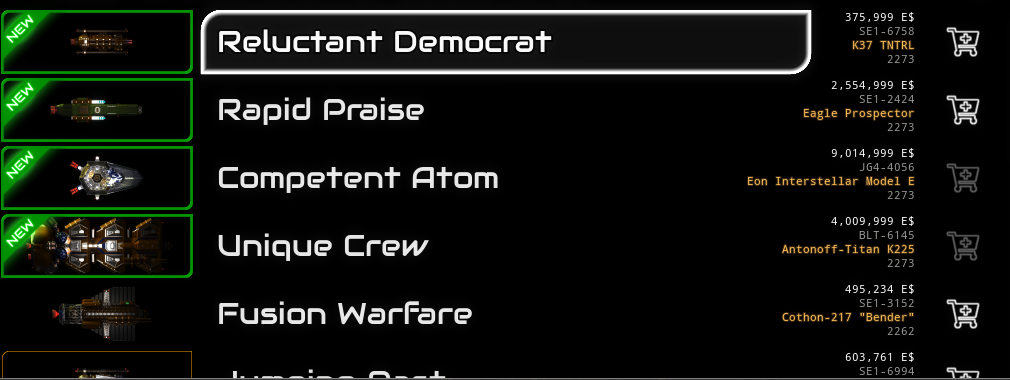 NEW
Reluctant Democrat
375,999 E$
SE1-6758
K37 TNTRL
2273
NEW
Rapid Praise
2,554,999 E$
SE1-2424
Eagle Prospector
2273
NEW
Competent Atom
9,014,999 E$
JG4-4056
Eon Interstellar Model E
2273
NEW
Unique Crew
4,009,999 E$
BLT-6145
Antonoff-Titan K225
2273
Fusion Warfare
495,234 E$
SE1-3152
Cothon-217 "Bender"
2262
603,761 E$
SE1-6994